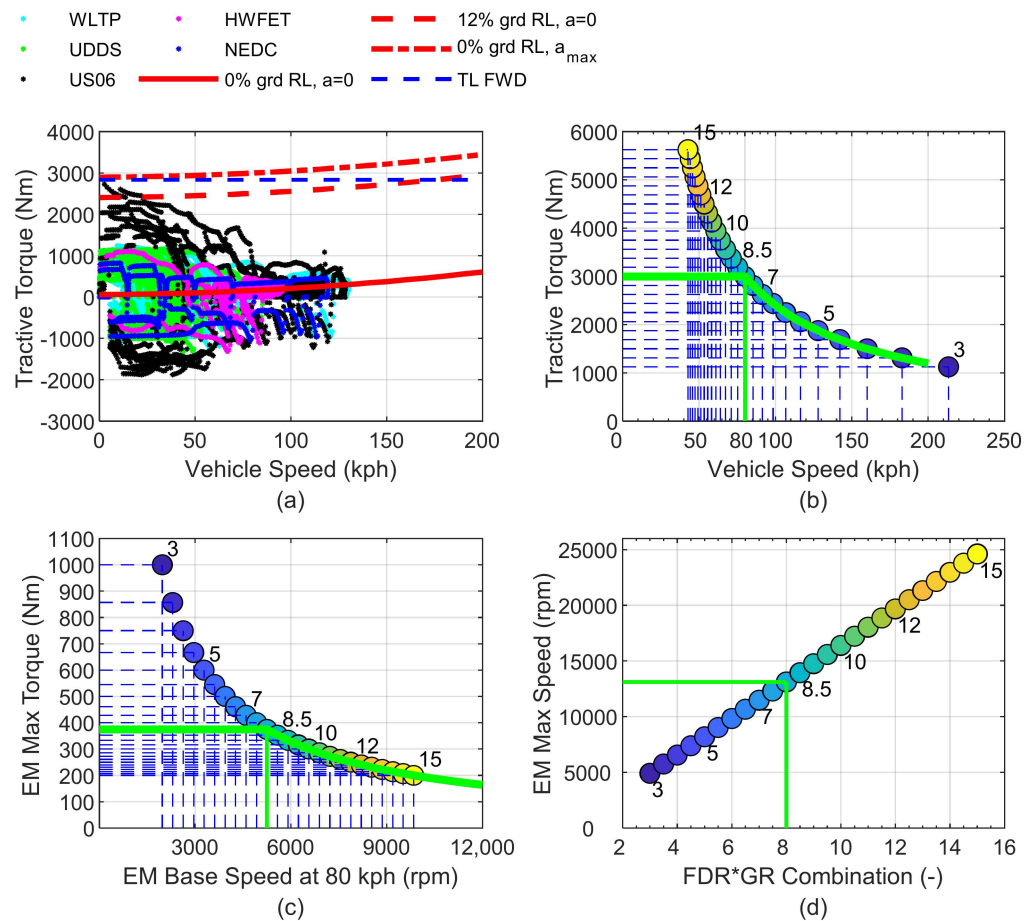 WLTP HWFET 12% grd RL, a=0
UDDS NEDC 0% grd RL, a_max
US06 0% grd RL, a=0 TL FWD
4000
3000
2000
1000
0
-1000
-2000
-3000
Tractive Torque (Nm)
0 50 100 150 200
Vehicle Speed (kph)
(a)
6000
5000
4000
3000
2000
1000
0
Tractive Torque (Nm)
15
12
10
8.5
7
5
3
0 50 80 100 150 200 250
Vehicle Speed (kph)
(b)
1100
1000
900
800
700
600
500
400
300
200
100
0
EM Max Torque (Nm)
3
5
7
8.5
10
12
15
3000 6000 9000 12,000
EM Base Speed at 80 kph (rpm)
(c)
25000
20000
15000
10000
5000
0
EM Max Speed (rpm)
15
12
10
8.5
7
5
3
2 4 6 8 10 12 14 16
FDR*GR Combination (-)
(d)